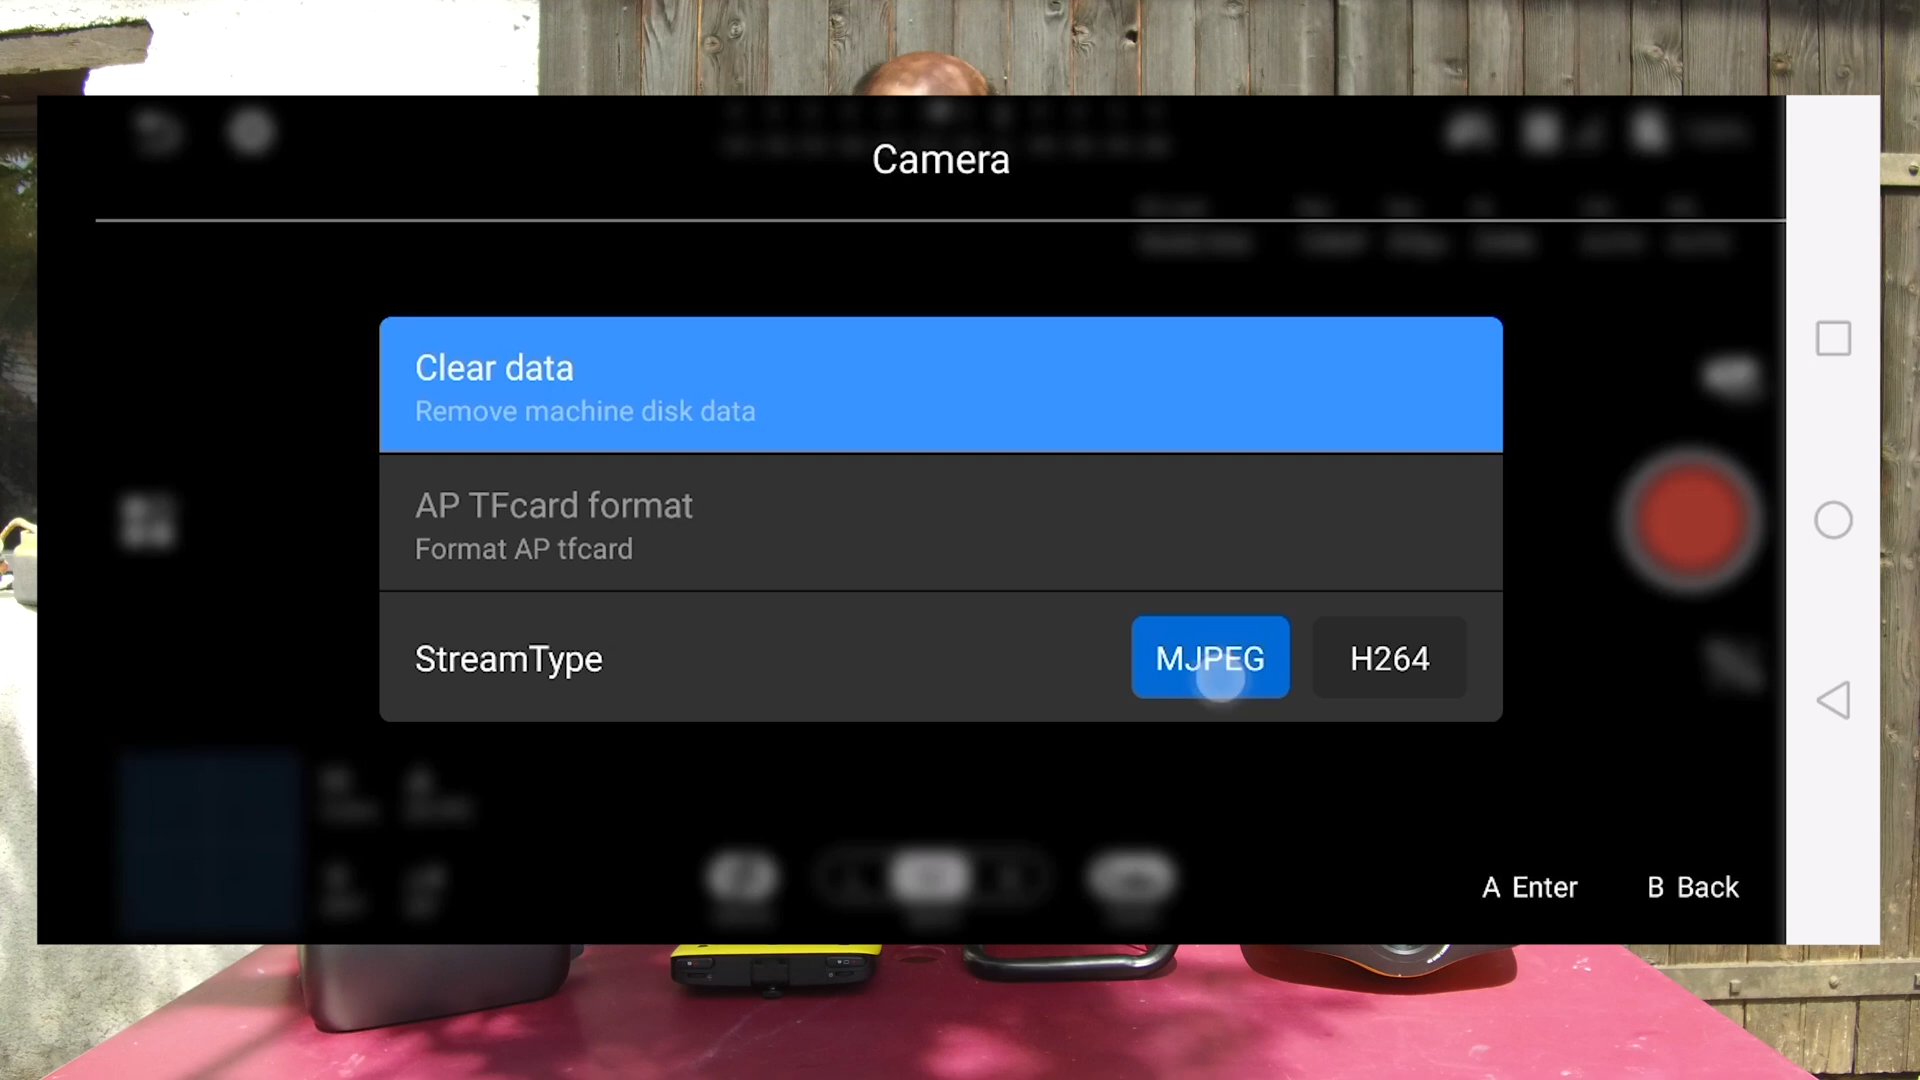 Camera
Clear data
Remove machine disk data
AP TFcard format
Format AP tfcard
StreamType
MJPEG
H264
A Enter
B Back